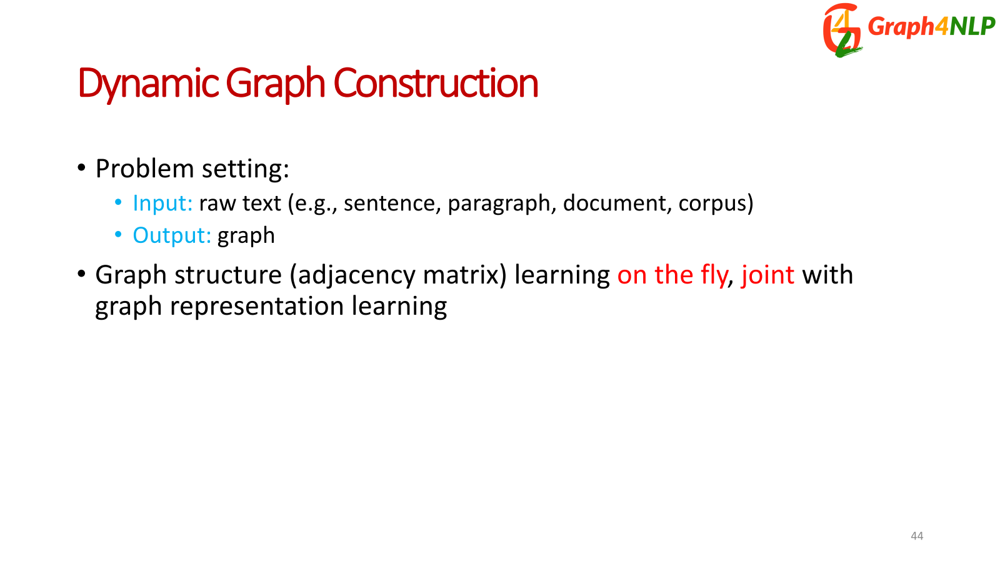 Graph4NLP
Dynamic Graph Construction
• Problem setting:
• Input: raw text (e.g., sentence, paragraph, document, corpus)
• Output: graph
• Graph structure (adjacency matrix) learning on the fly, joint with
graph representation learning
44